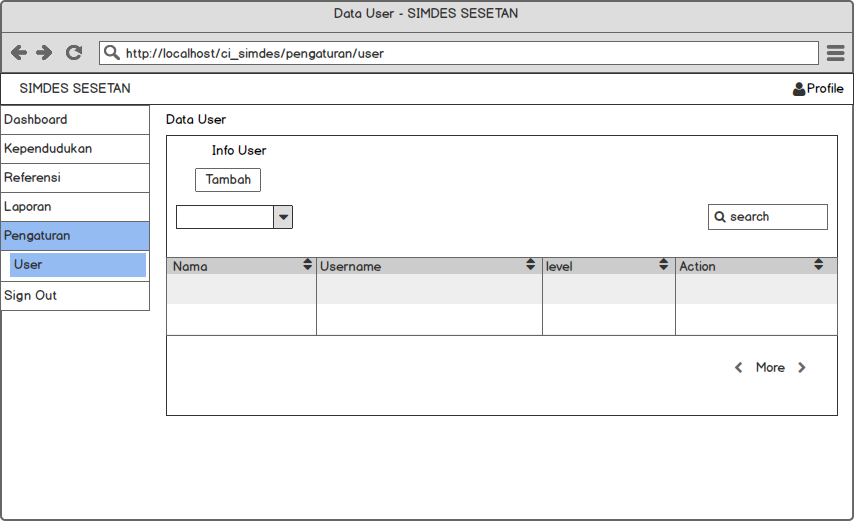 Data User - SIMDES SESETAN
http://localhost/ci_simdes/pengaturan/user
SIMDES SESETAN
Profile
Dashboard
Kependudukan
Referensi
Laporan
Pengaturan
User
Sign Out
Data User
Info User
Tambah
search
Nama Username level Action
More